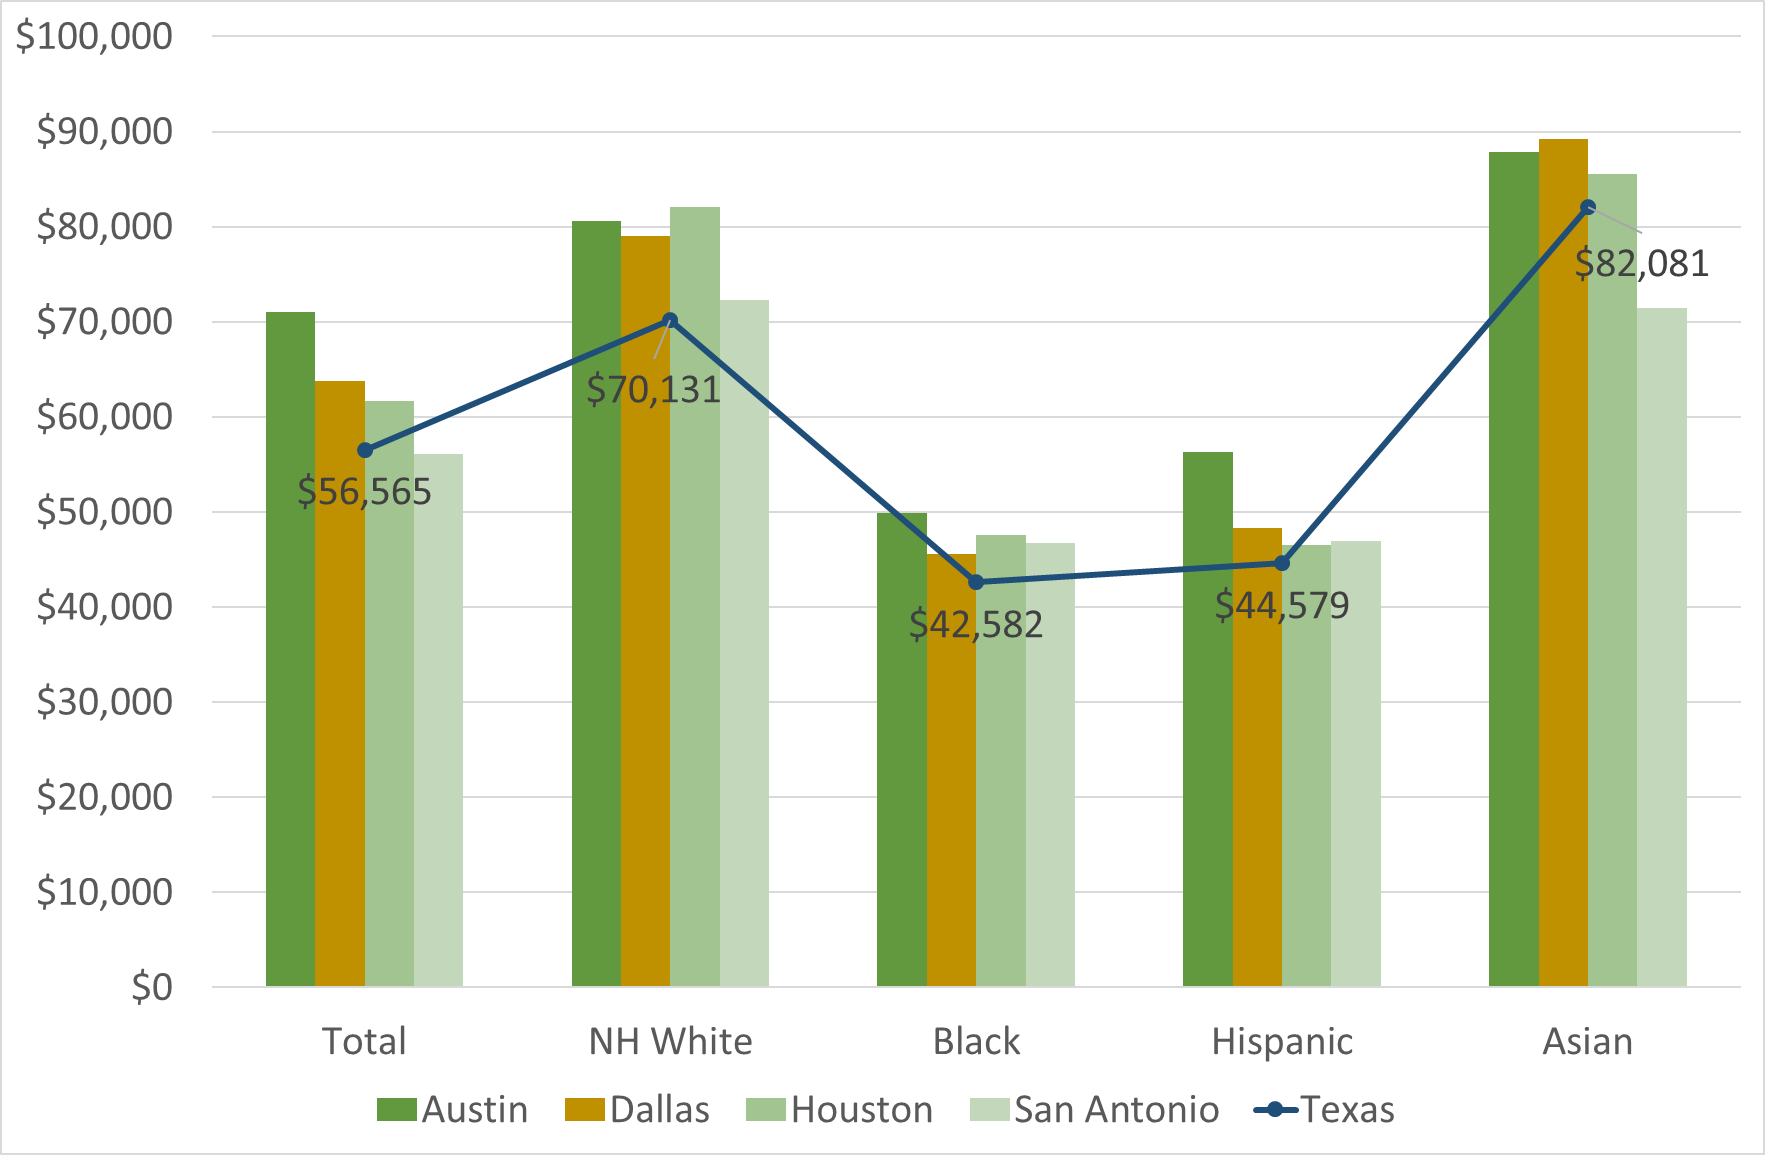 $100,000
$90,000
$80,000
$70,000
$60,000
$50,000
$40,000
$30,000
$20,000
$10,000
$0
$56,565
$70,131
$42,582
$44,579
$82,081
Total
NH White
Black
Hispanic
Asian
Austin
Dallas
Houston
San Antonio
Texas